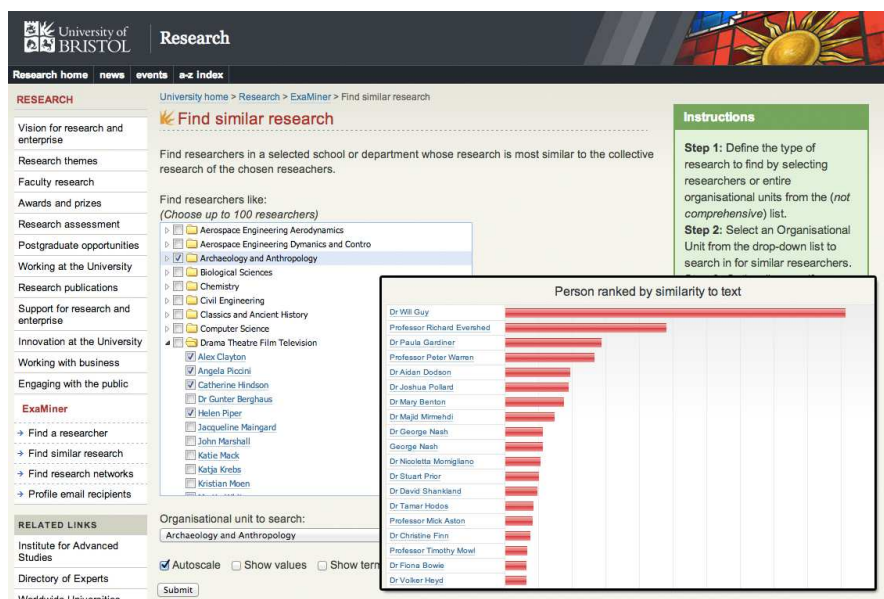 University of
BRISTOL
Research
Research home news events a-z index
RESEARCH
Vision for research and
enterprise
Research themes
Faculty research
Awards and prizes
Research assessment
Postgraduate opportunities
Working at the University
Research publications
Support for research and
enterprise
Innovation at the University
Working with business
Engaging with the public
ExaMiner
Find a researcher
Find similar research
Find research networks
Profile email recipients
RELATED LINKS
Institute for Advanced
Studies
Directory of Experts
University home > Research > ExaMiner > Find similar research
Find similar research
Find researchers in a selected school or department whose research is most similar to the collective
research of the chosen reseachers.
Find researchers like:
(Choose up to 100 researchers)
Aerospace Engineering Aerodynamics
Aerospace Engineering Dymanics and Contro
Archaeology and Anthropology
Biological Sciences
Chemistry
Civil Engineering
Classics and Ancient History
Computer Science
Drama Theatre Film Television
Alex Clayton
Angela Piccini
Catherine Hindson
Dr Gunter Berghaus
Helen Piper
Jacqueline Maingard
John Marshall
Katie Mack
Katja Krebs
Kristian Moen
Organisational unit to search:
Archaeology and Anthropology
Autoscale Show values Show term
Submit
Instructions
Step 1: Define the type of
research to find by selecting
researchers or entire
organisational units from the (not
comprehensive) list.
Step 2: Select an Organisational
Unit from the drop-down list to
search in for similar researchers.
Person ranked by similarity to text
Dr Will Guy
Professor Richard Evershed
Dr Paula Gardiner
Professor Peter Warren
Dr Aidan Dodson
Dr Joshua Pollard
Dr Mary Benton
Dr Majid Mirmehdi
Dr George Nash
George Nash
Dr Nicoletta Momigliano
Dr Stuart Prior
Dr David Shankland
Dr Tamar Hodos
Professor Mick Aston
Dr Christine Finn
Professor Timothy Mowl
Dr Fiona Bowie
Dr Volker Heyd